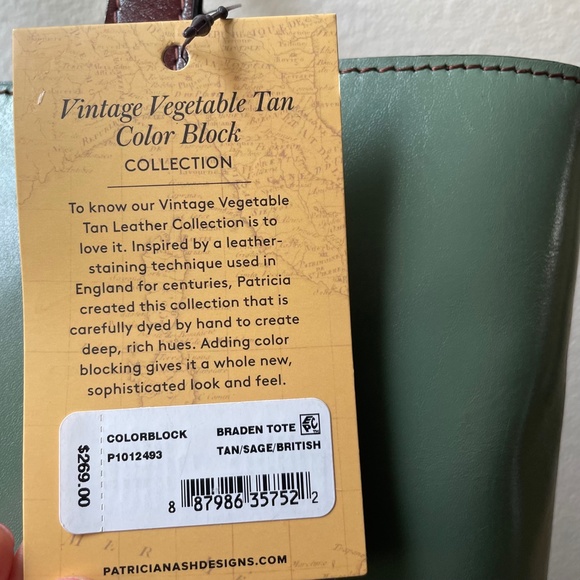 Vintage Vegetable Tan
Color Block
COLLECTION
To know our Vintage Vegetable
Tan Leather Collection is to
love it. Inspired by a leather-
staining technique used in
England for centuries, Patricia
created this collection that is
carefully dyed by hand to create
deep, rich hues. Adding color
blocking gives it a whole new,
sophisticated look and feel.
$269.00
COLORBLOCK
P1012493
BRADEN TOTE
TAN/SAGE/BRITISH
8 87986 35752 2
PATRICIANASHDESIGNS.COM